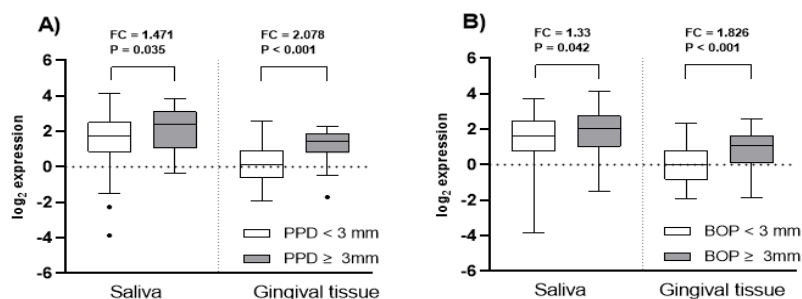 A)
FC = 1.471
P = 0.035
FC = 2.078
P < 0.001
log2 expression
6
4
2
0
-2
-4
-6
PPD < 3 mm
PPD ≥ 3mm
Saliva
Gingival tissue
B)
FC = 1.33
P = 0.042
FC = 1.826
P < 0.001
log2 expression
6
4
2
0
-2
-4
-6
BOP < 3 mm
BOP ≥ 3mm
Saliva
Gingival tissue